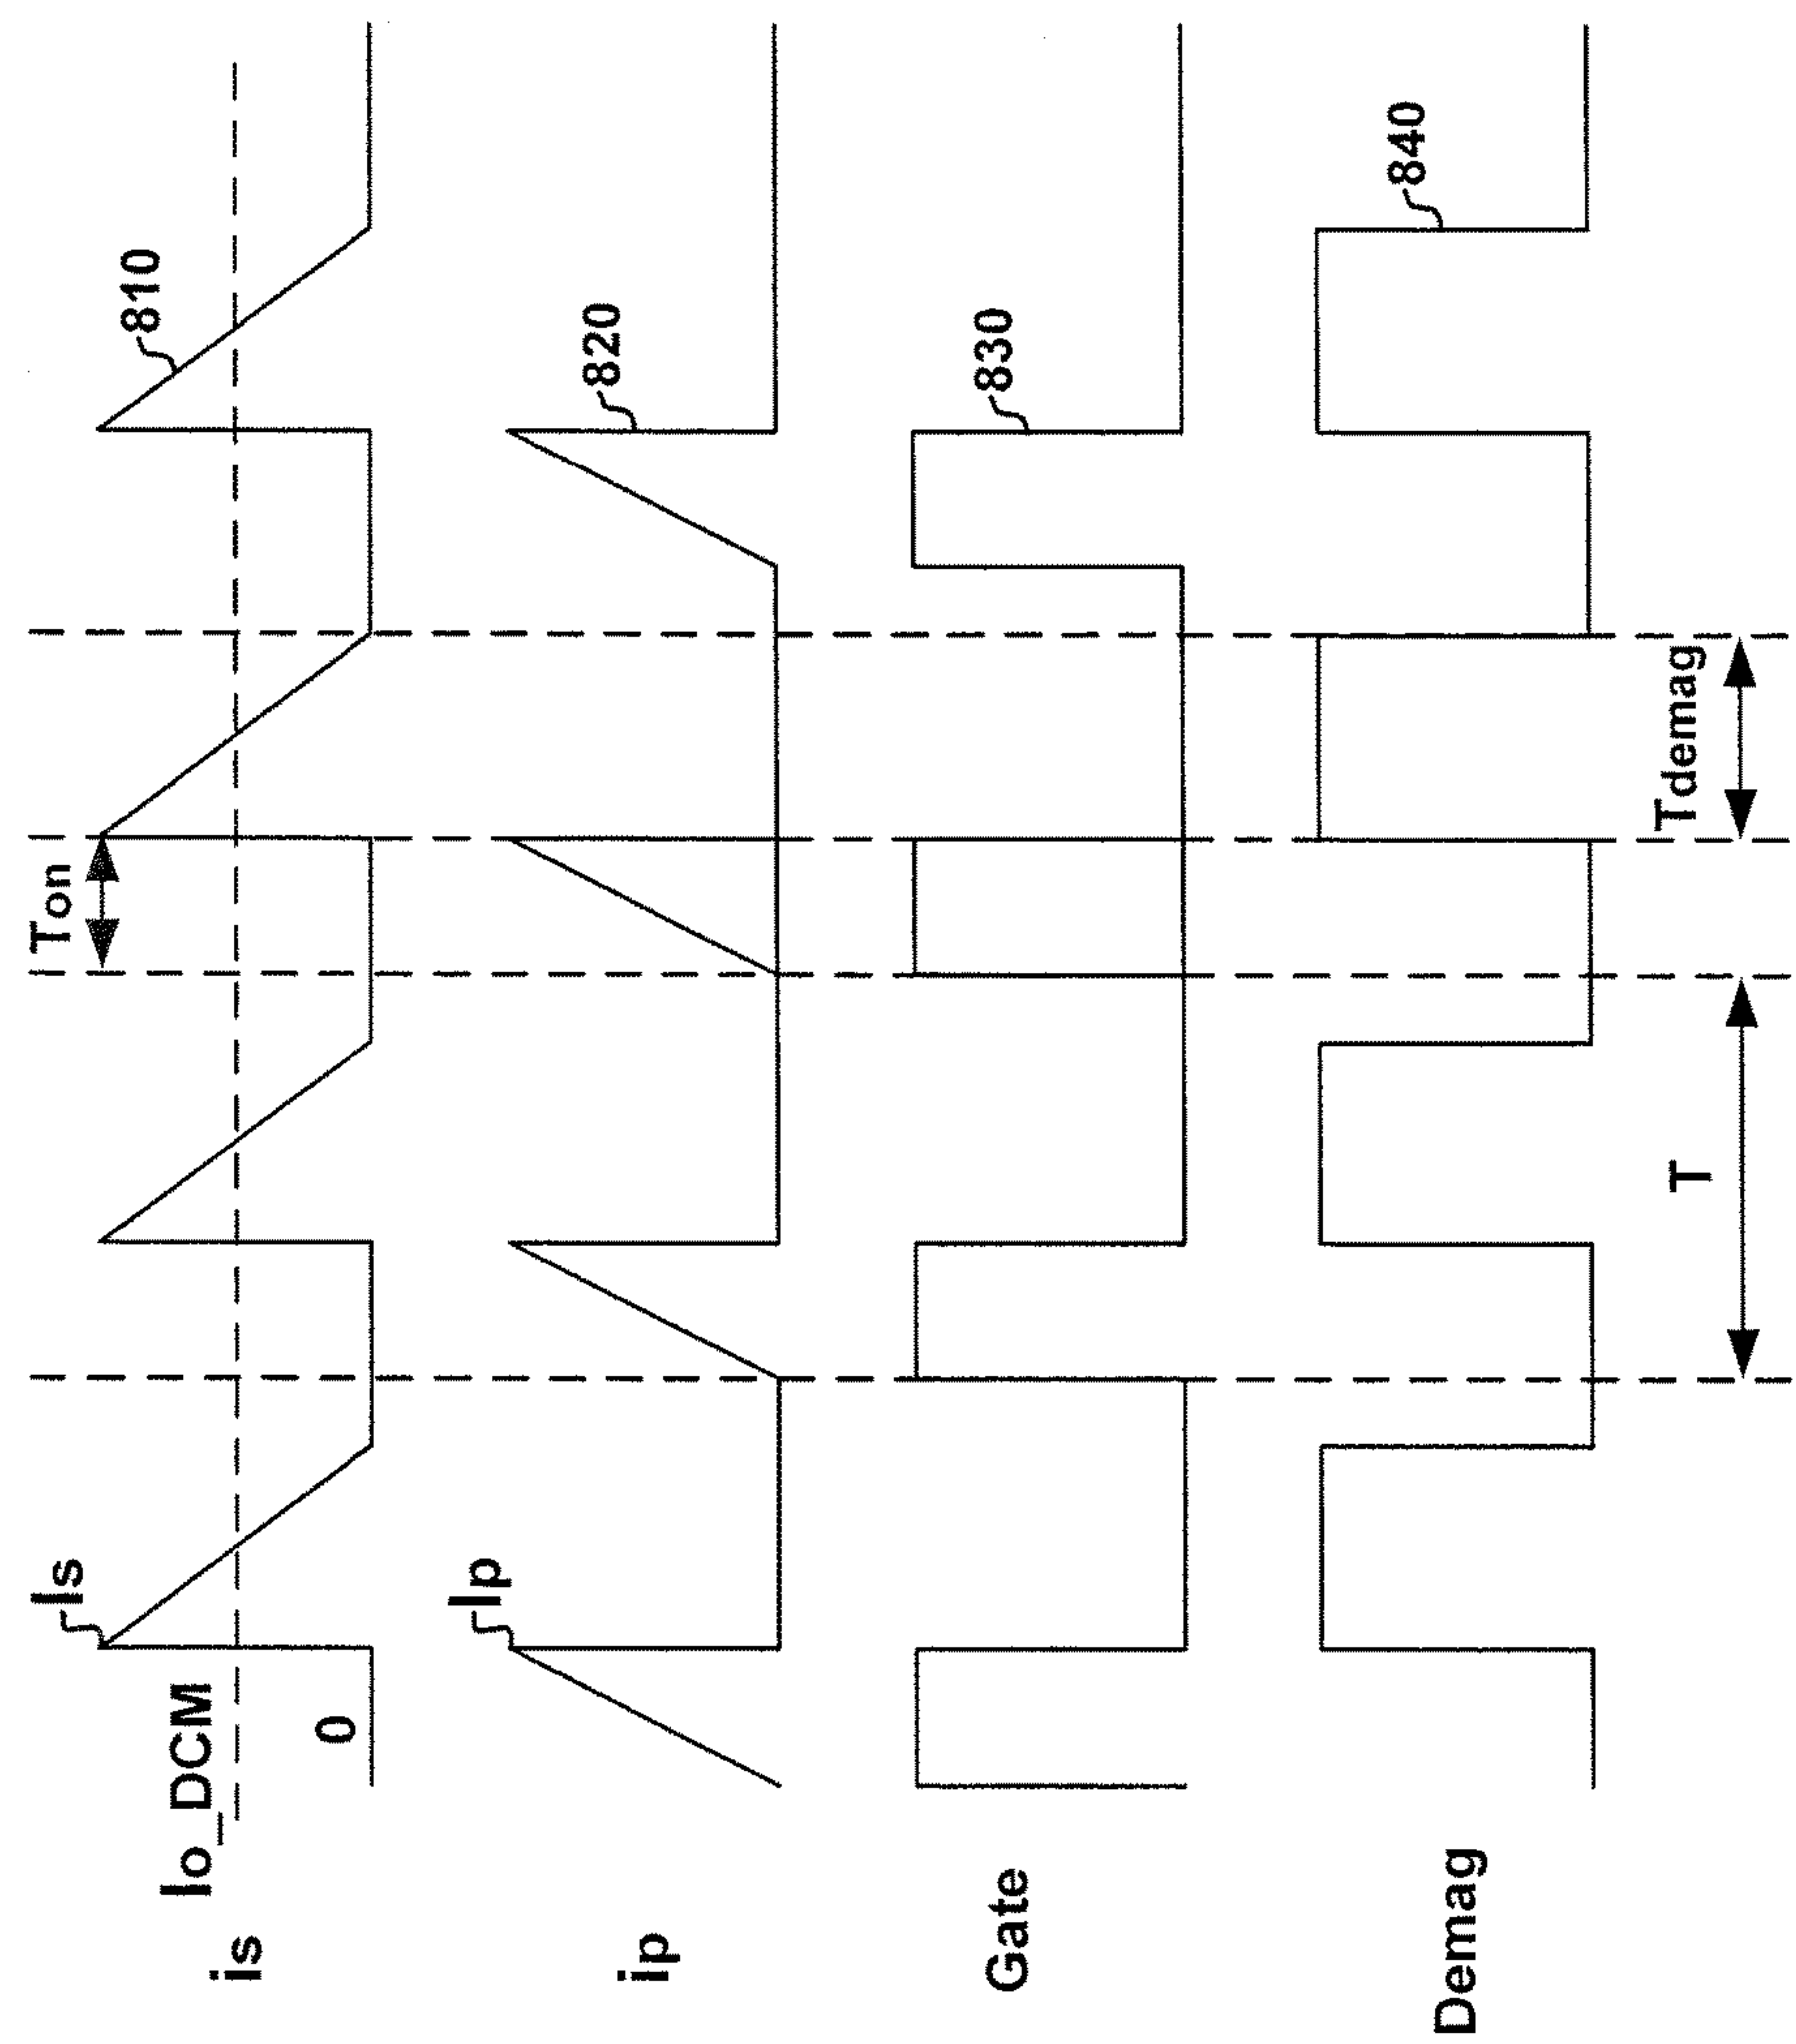 Ton
Is
810
Io_DCM
0
is
Ip
820
ip
830
Gate
840
Demag
Tdemag
T